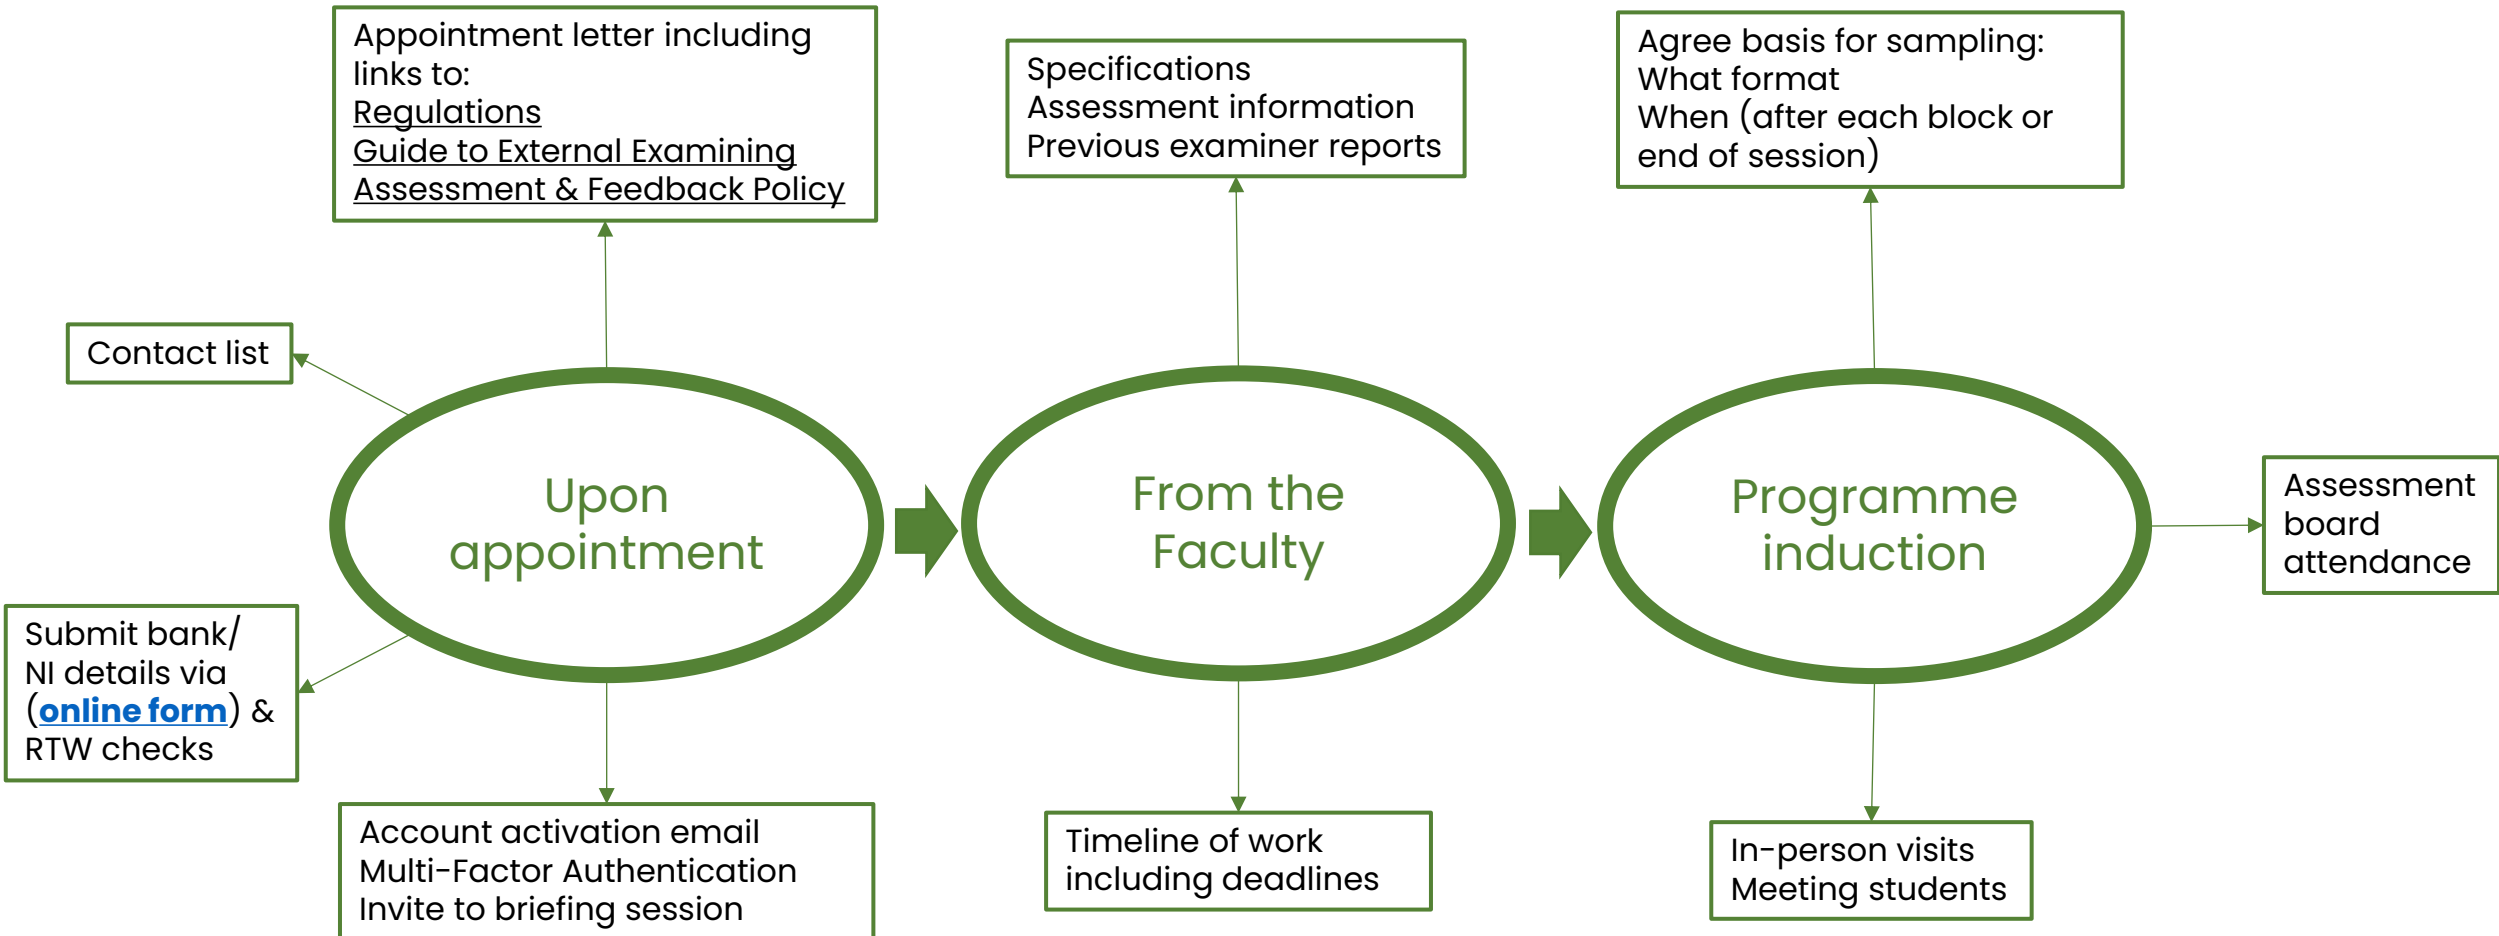 Appointment letter including
links to:
Regulations
Guide to External Examining
Assessment & Feedback Policy
Contact list
Upon
appointment
Submit bank/
NI details via
(online form) &
RTW checks
Account activation email
Multi-Factor Authentication
Invite to briefing session
Specifications
Assessment information
Previous examiner reports
From the
Faculty
Timeline of work
including deadlines
Agree basis for sampling:
What format
When (after each block or
end of session)
Programme
induction
Assessment
board
attendance
In-person visits
Meeting students